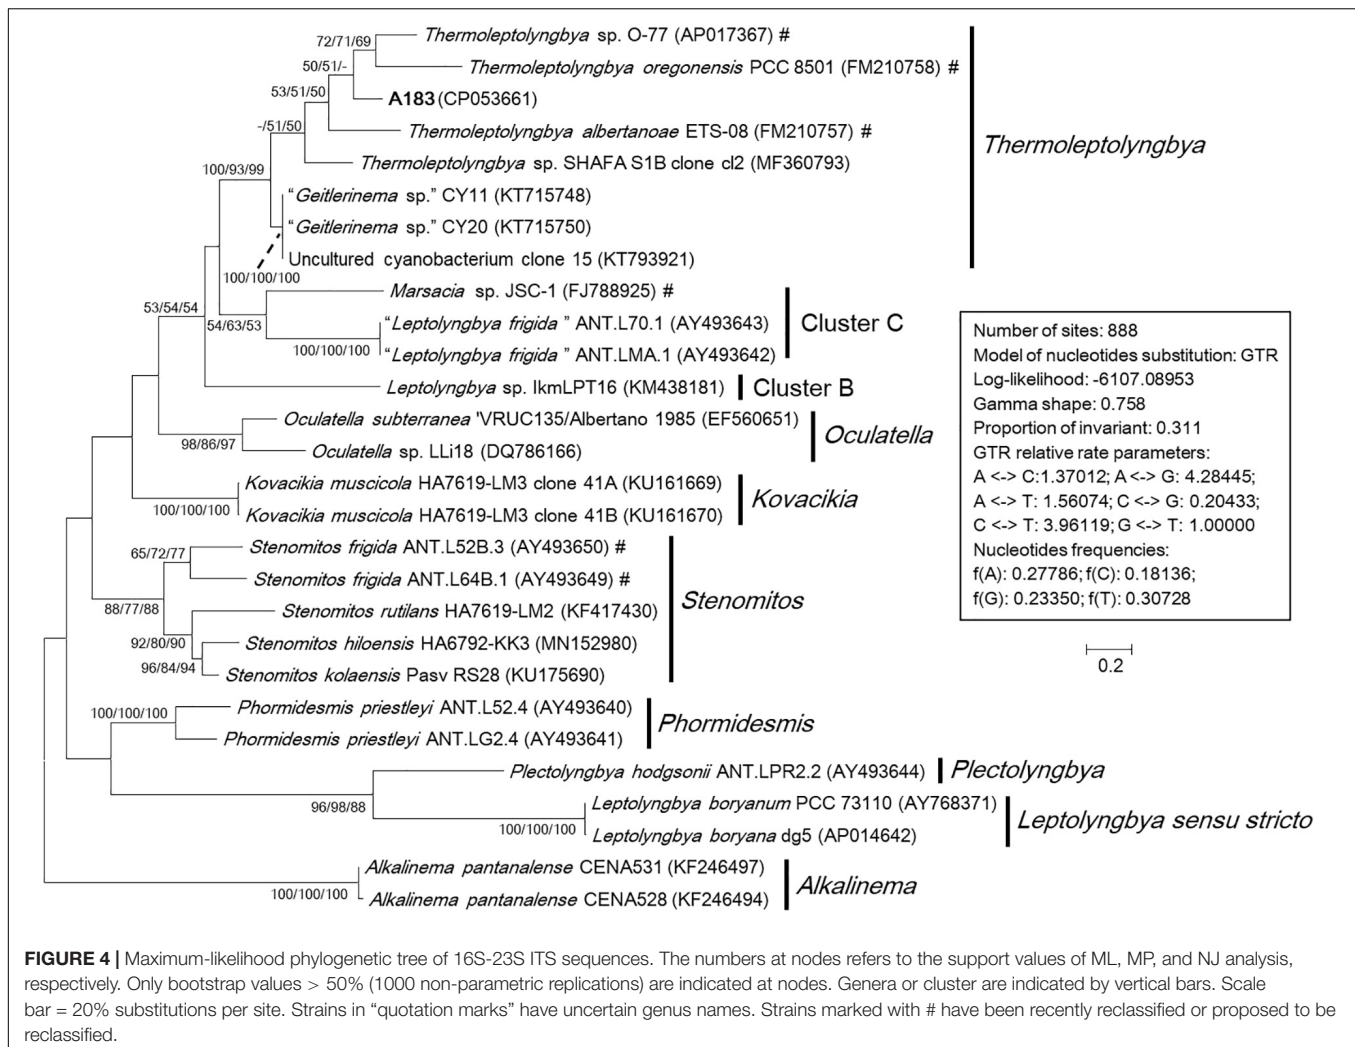 72/71/69
Thermoleptolyngbya sp. O-77 (AP017367) #
50/51/-
Thermoleptolyngbya oregonensis PCC 8501 (FM210758) #
53/51/50
A183 (CP053661)
-/51/50
Thermoleptolyngbya albertanoae ETS-08 (FM210757) #
Thermoleptolyngbya
100/93/99
Thermoleptolyngbya sp. SHAFA S1B clone cl2 (MF360793)
"Geitlerinema sp." CY11 (KT715748)
"Geitlerinema sp." CY20 (KT715750)
Uncultured cyanobacterium clone 15 (KT793921)
100/100/100
Marsacia sp. JSC-1 (FJ788925) #
53/54/54
54/63/53
"Leptolyngbya frigida " ANT.L70.1 (AY493643)
Cluster C
100/100/100
"Leptolyngbya frigida " ANT.LMA.1 (AY493642)
Leptolyngbya sp. IkmLPT16 (KM438181)
Cluster B
Oculatella subterranea 'VRUC135/Albertano 1985 (EF560651)
98/86/97
Oculatella
Oculatella sp. LLi18 (DQ786166)
Kovacikia muscicola HA7619-LM3 clone 41A (KU161669)
100/100/100
Kovacikia
Kovacikia muscicola HA7619-LM3 clone 41B (KU161670)
65/72/77
Stenomitos frigida ANT.L52B.3 (AY493650) #
Stenomitos frigida ANT.L64B.1 (AY493649) #
88/77/88
Stenomitos
Stenomitos rutilans HA7619-LM2 (KF417430)
92/80/90
Stenomitos hiloensis HA6792-KK3 (MN152980)
96/84/94
Stenomitos kolaensis Pasv RS28 (KU175690)
100/100/100
Phormidesmis priestleyi ANT.L52.4 (AY493640)
Phormidesmis
Phormidesmis priestleyi ANT.LG2.4 (AY493641)
Plectolyngbya hodgsonii ANT.LPR2.2 (AY493644)
Plectolyngbya
96/98/88
Leptolyngbya boryanum PCC 73110 (AY768371)
Leptolyngbya sensu stricto
100/100/100
Leptolyngbya boryana dg5 (AP014642)
Alkalinema pantanalense CENA531 (KF246497)
100/100/100
Alkalinema
Alkalinema pantanalense CENA528 (KF246494)
Number of sites: 888
Model of nucleotides substitution: GTR
Log-likelihood: -6107.08953
Gamma shape: 0.758
Proportion of invariant: 0.311
GTR relative rate parameters:
A <-> C:1.37012; A <-> G: 4.28445;
A <-> T: 1.56074; C <-> G: 0.20433;
C <-> T: 3.96119; G <-> T: 1.00000
Nucleotides frequencies:
f(A): 0.27786; f(C): 0.18136;
f(G): 0.23350; f(T): 0.30728
0.2
FIGURE 4 | Maximum-likelihood phylogenetic tree of 16S-23S ITS sequences. The numbers at nodes refers to the support values of ML, MP, and NJ analysis,
respectively. Only bootstrap values > 50% (1000 non-parametric replications) are indicated at nodes. Genera or cluster are indicated by vertical bars. Scale
bar = 20% substitutions per site. Strains in "quotation marks" have uncertain genus names. Strains marked with # have been recently reclassified or proposed to be
reclassified.